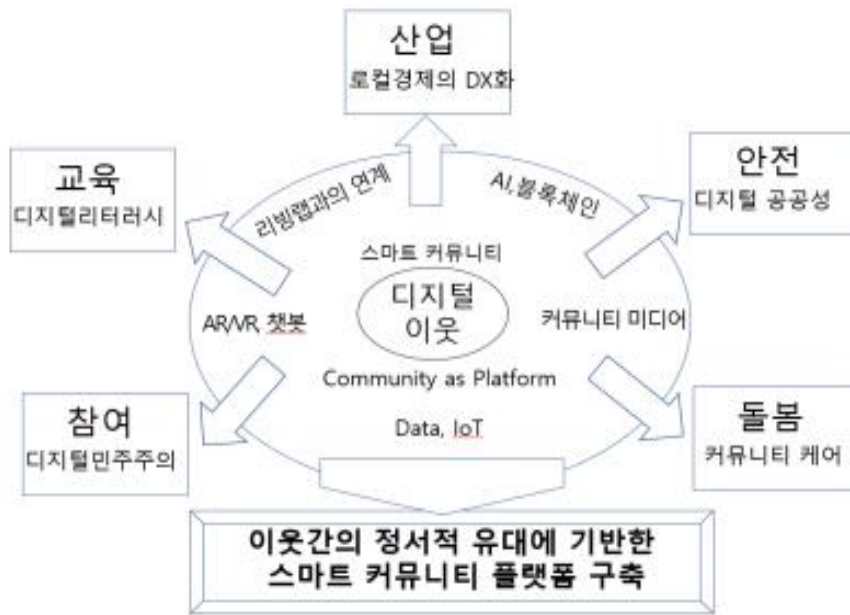 산업
로컬경제의 DX화
교육
디지털리터러시
안전
디지털 공공성
리빙랩과의 연계
AI,블록체인
스마트 커뮤니티
디지털
이웃
AR/VR, 챗봇
커뮤니티 미디어
Community as Platform
Data, IoT
참여
디지털민주주의
돌봄
커뮤니티 케어
이웃간의 정서적 유대에 기반한
스마트 커뮤니티 플랫폼 구축